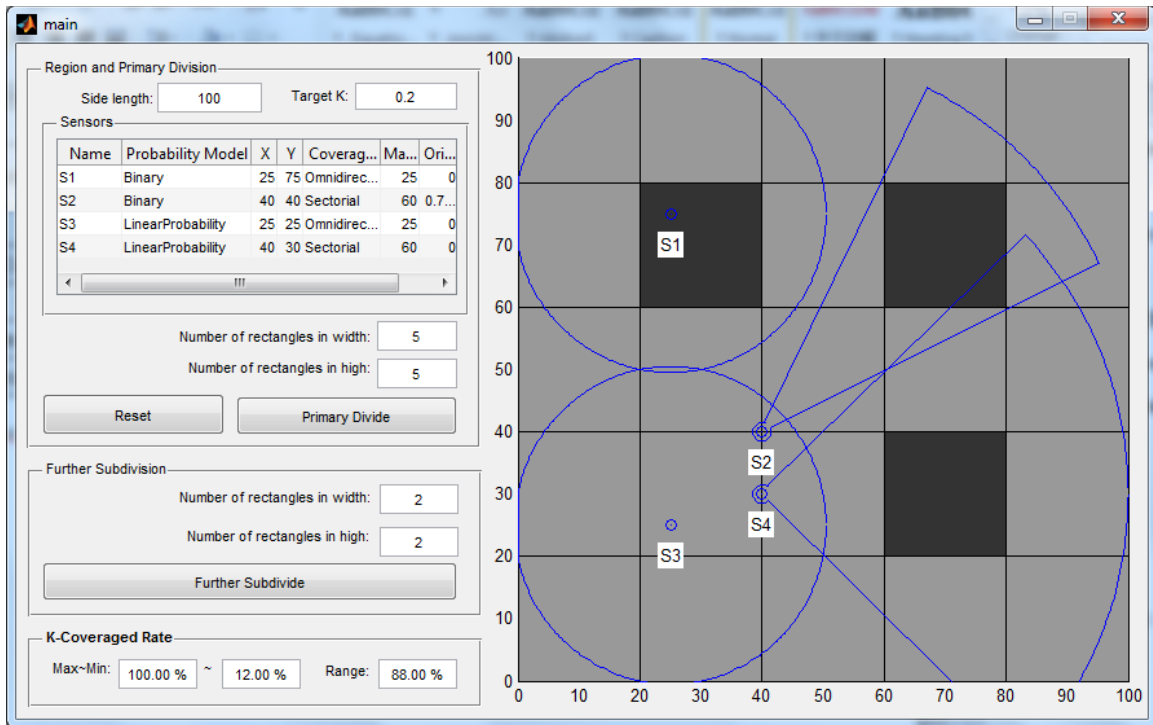 main
Region and Primary Division
Side length: 100 Target K: 0.2
Sensors
Name Probability Model X Y Coverag... Ma... Ori...
S1 Binary 25 75 Omnidirec... 25 0
S2 Binary 40 40 Sectorial 60 0.7...
S3 LinearProbability 25 25 Omnidirec... 25 0
S4 LinearProbability 40 30 Sectorial 60 0
Number of rectangles in width: 5
Number of rectangles in high: 5
Reset Primary Divide
Further Subdivision
Number of rectangles in width: 2
Number of rectangles in high: 2
Further Subdivide
K-Coveraged Rate
Max~Min: 100.00 % ~ 12.00 % Range: 88.00 %
100
90
80
70
60
50
40
30
20
10
0
S1
S2
S4
S3
0 10 20 30 40 50 60 70 80 90 100